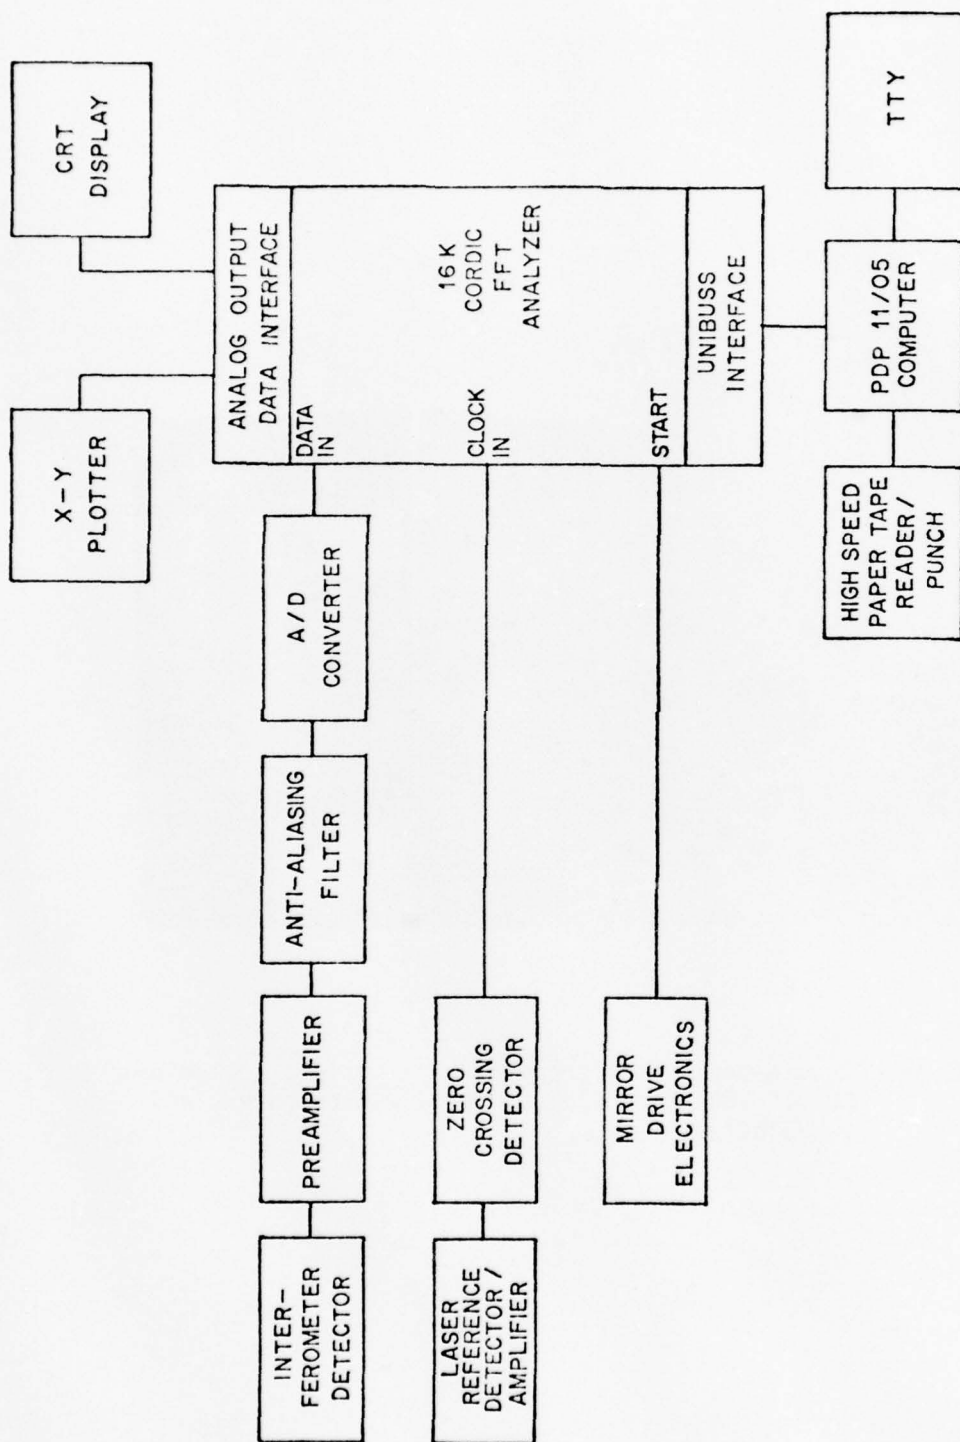 INTER-
FEROMETER
DETECTOR
PREAMPLIFIER
ANTI-ALIASING
FILTER
A/D
CONVERTER
X-Y
PLOTTER
CRT
DISPLAY
ANALOG OUTPUT
DATA INTERFACE
DATA
IN
16K
CORDIC
FFT
ANALYZER
CLOCK
IN
START
UNIBUSS
INTERFACE
LASER
REFERENCE
DETECTOR/
AMPLIFIER
ZERO
CROSSING
DETECTOR
MIRROR
DRIVE
ELECTRONICS
HIGH SPEED
PAPER TAPE
READER/
PUNCH
PDP 11/05
COMPUTER
TTY